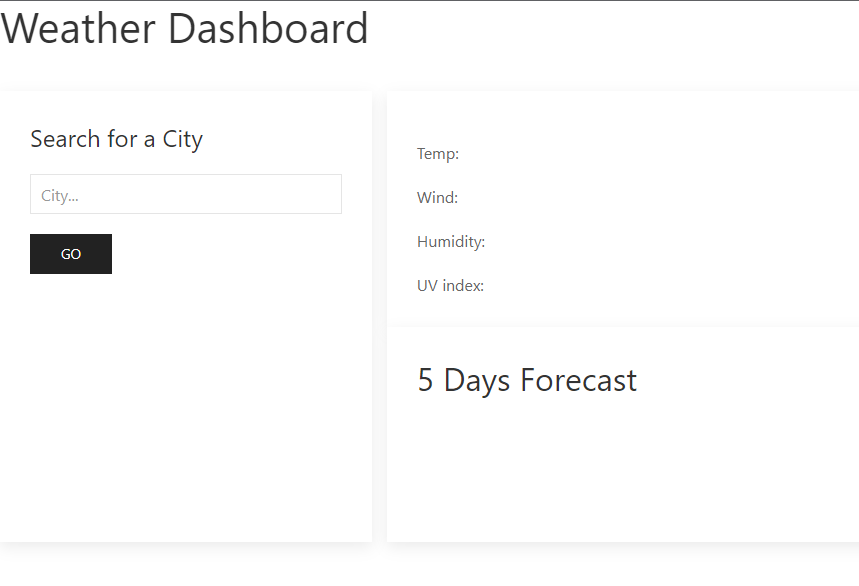 Weather Dashboard
Search for a City
City...
GO
Temp:
Wind:
Humidity:
UV index:
5 Days Forecast